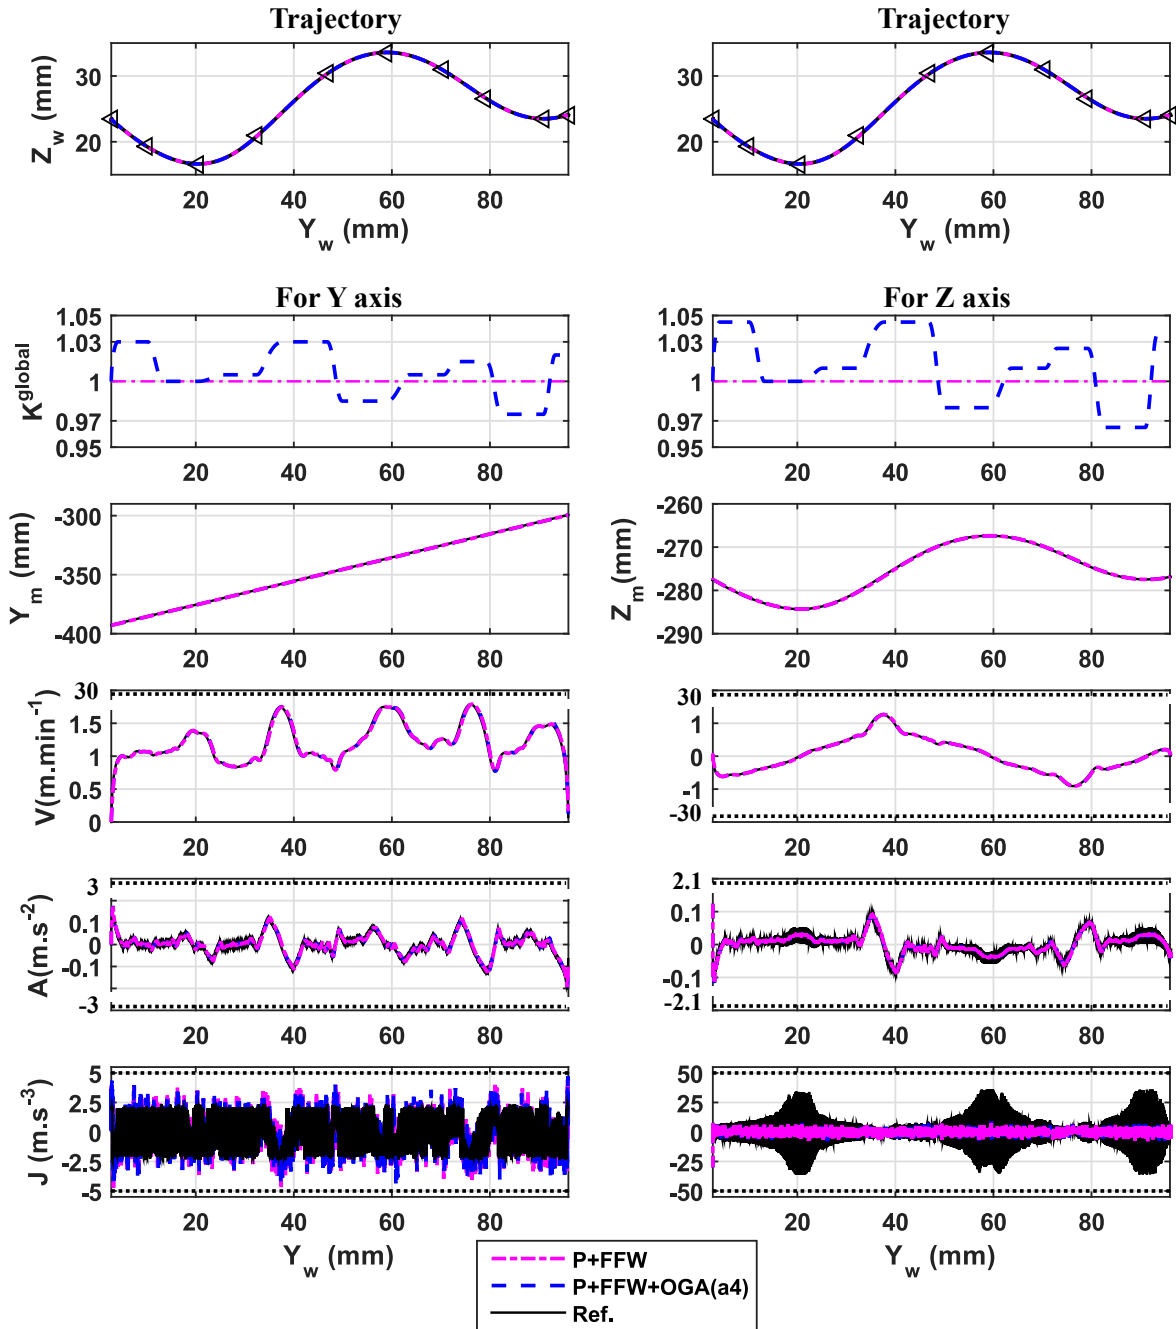 Trajectory Trajectory
30 30
20 20
Z_w (mm)
20 40 60 80 20 40 60 80
Y_w (mm) Y_w (mm)
For Y axis For Z axis
1.05 1.05
1.03 1.03
1 1
0.97 0.97
0.95 0.95
K^global
20 40 60 80 20 40 60 80
-300 -260
-350 -270
-400 -280
-290
Y_m (mm) Z_m(mm)
20 40 60 80 20 40 60 80
30 30
1.5 1
1 0
0.5 -1
0 -30
V(m.min^-1)
20 40 60 80 20 40 60 80
3 2.1
0.1 0.1
0 0
-0.1 -0.1
-3 -2.1
A(m.s^-2)
20 40 60 80 20 40 60 80
5 50
2.5 25
0 0
-2.5 -25
-5 -50
J (m.s^-3)
20 40 60 80 20 40 60 80
Y_w (mm) Y_w (mm)
P+FFW
P+FFW+OGA(a4)
Ref.